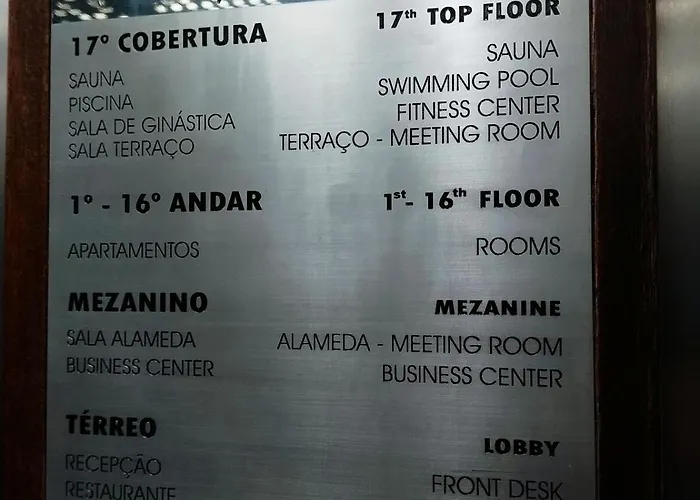 17º COBERTURA
SAUNA
PISCINA
SALA DE GINÁSTICA
SALA TERRAÇO
1º - 16º ANDAR
APARTAMENTOS
MEZANINO
SALA ALAMEDA
BUSINESS CENTER
TÉRREO
RECEPÇÃO
RESTAURANTE
17th TOP FLOOR
SAUNA
SWIMMING POOL
FITNESS CENTER
TERRAÇO - MEETING ROOM
1st- 16th FLOOR
ROOMS
MEZANINE
ALAMEDA - MEETING ROOM
BUSINESS CENTER
LOBBY
FRONT DESK